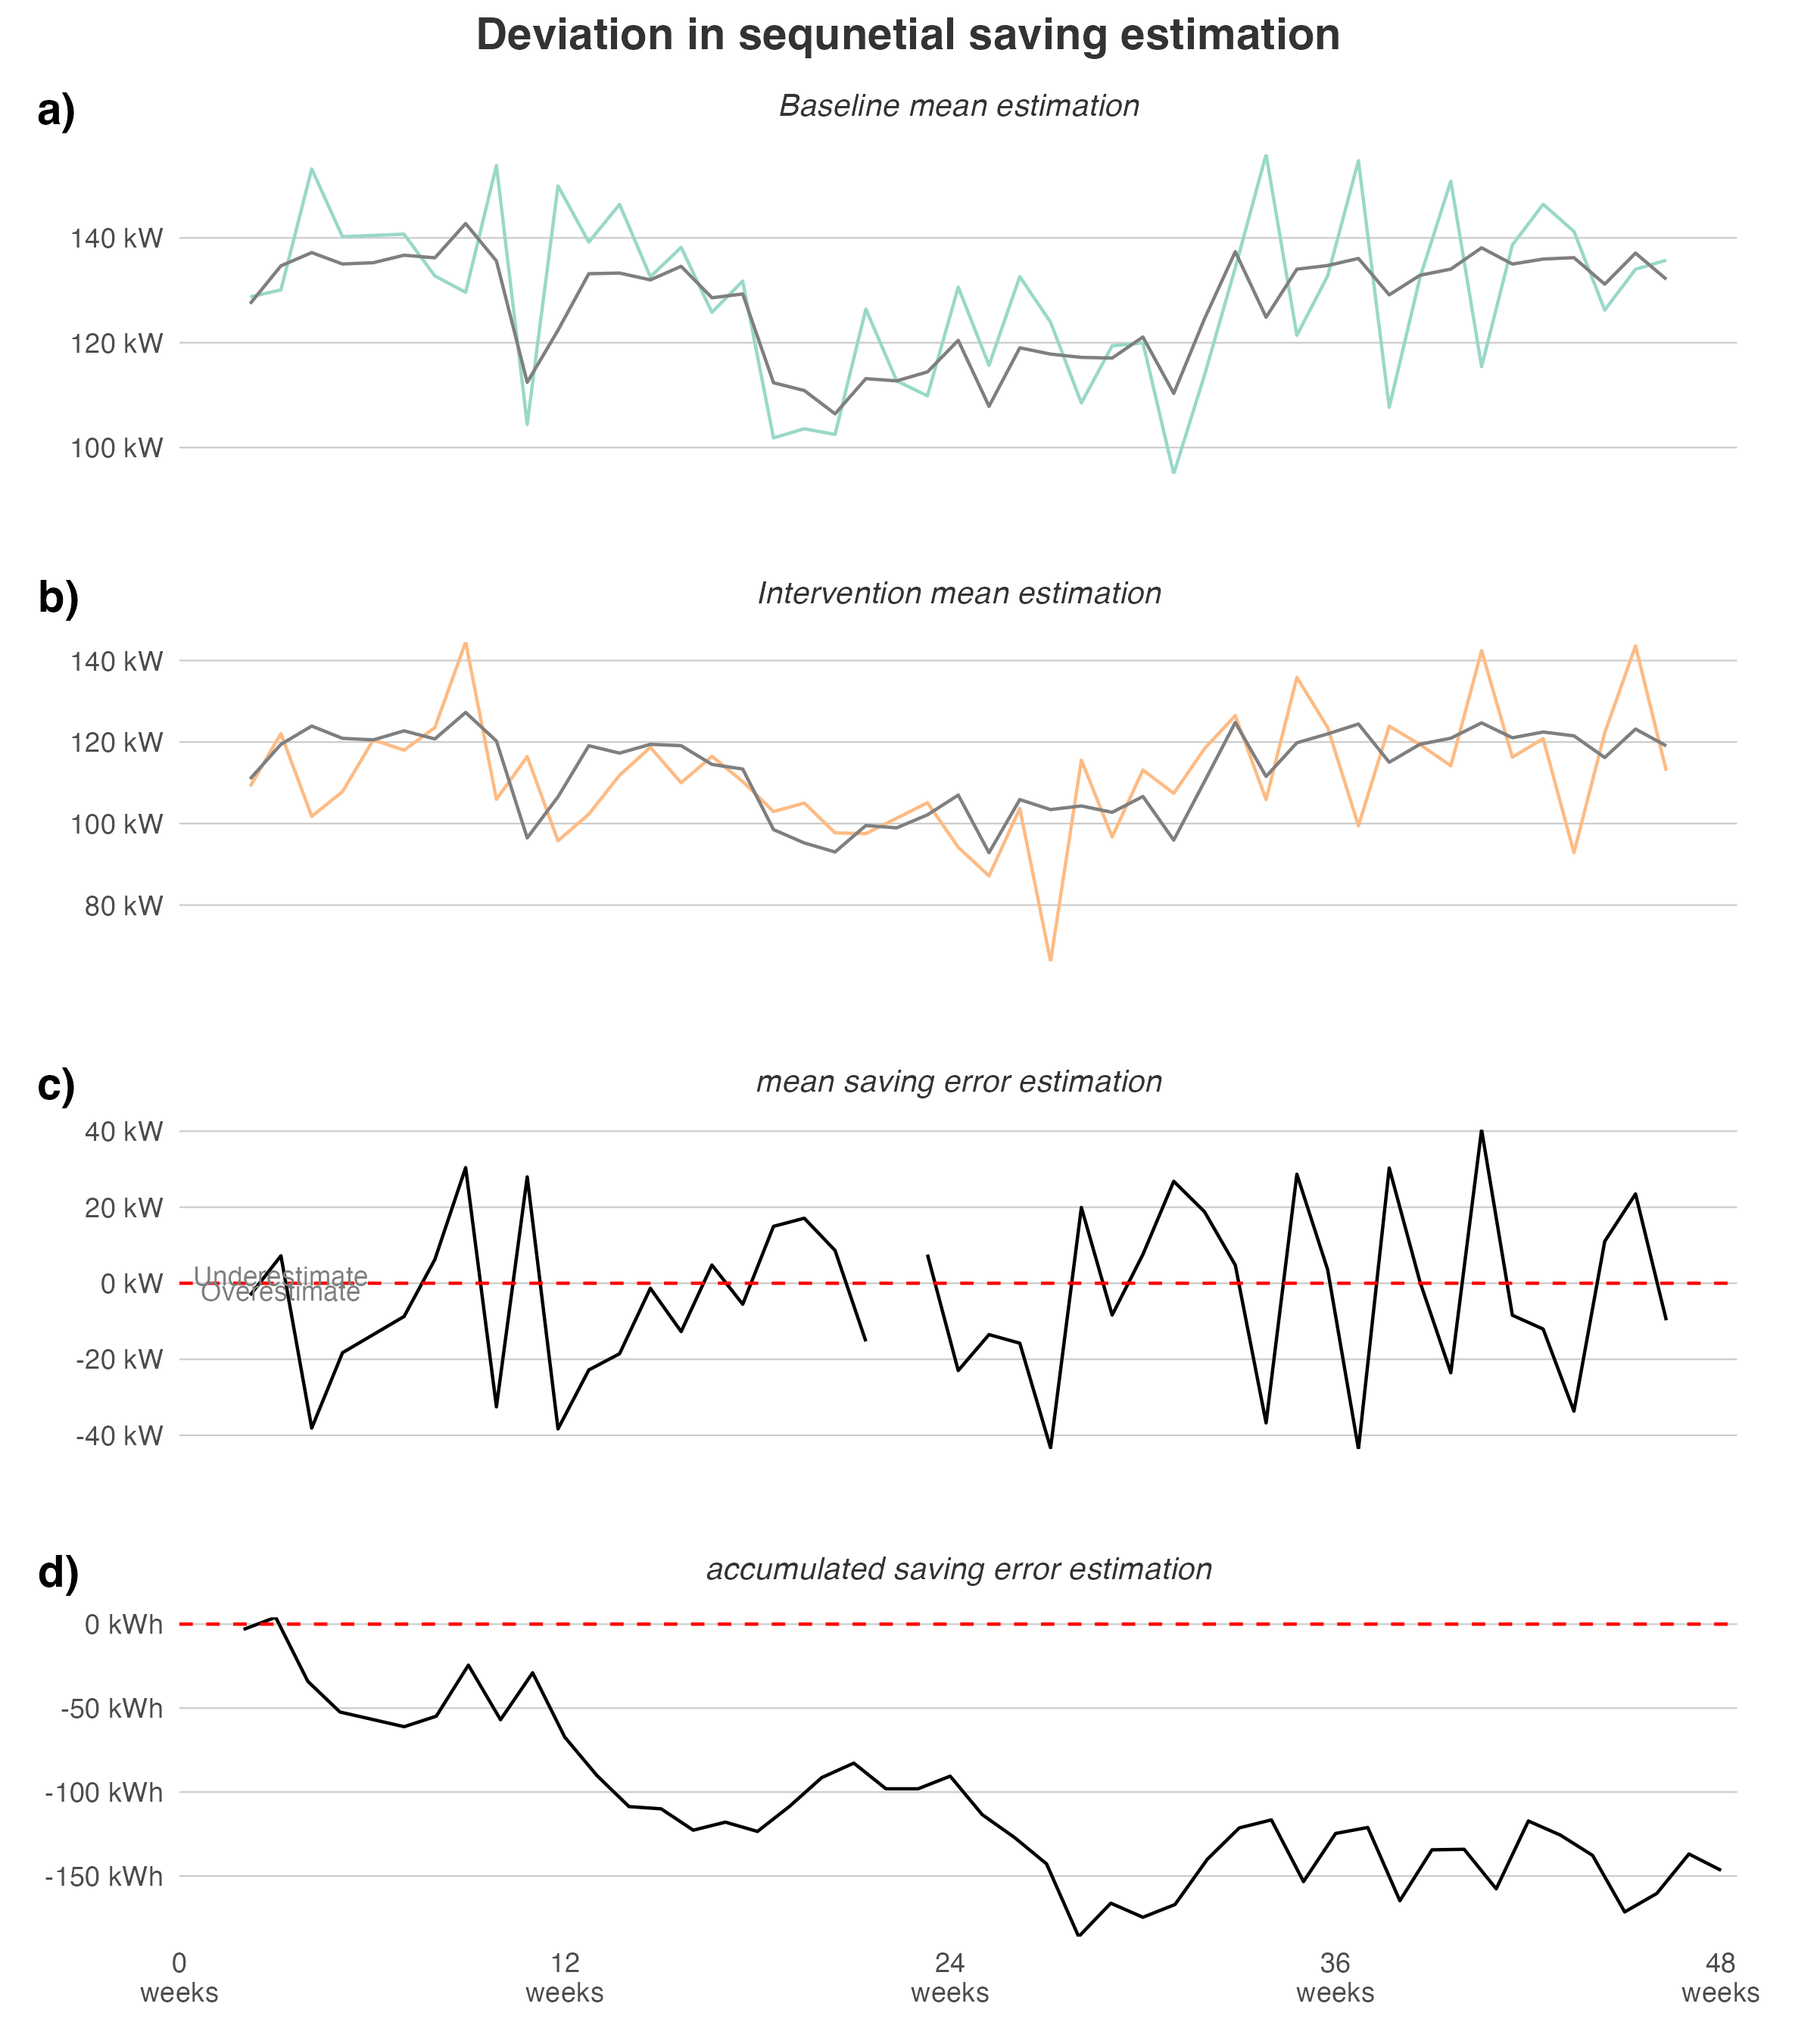 Deviation in sequnetial saving estimation
a)
Baseline mean estimation
140 kW
120 kW
100 kW
b)
Intervention mean estimation
140 kW
120 kW
100 kW
80 kW
c)
mean saving error estimation
40 kW
20 kW
0 kW
-20 kW
-40 kW
Underestimate
Overestimate
d)
accumulated saving error estimation
0 kWh
-50 kWh
-100 kWh
-150 kWh
0
weeks
12
weeks
24
weeks
36
weeks
48
weeks